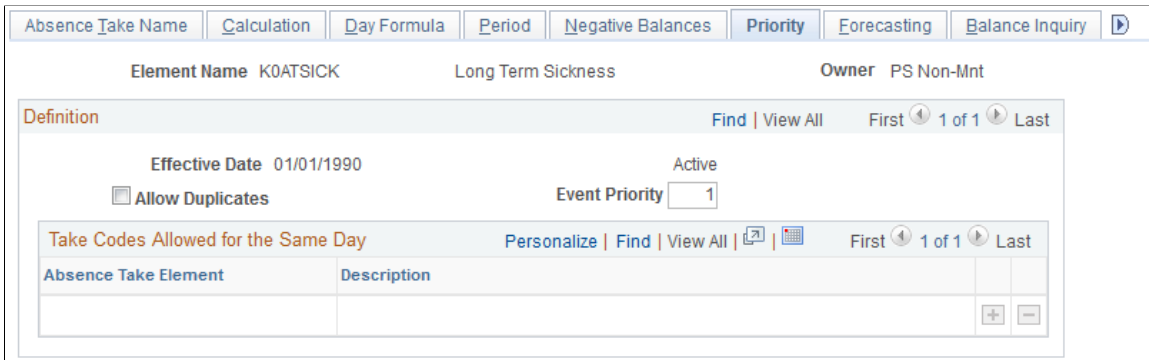 Absence Take Name Calculation Day Formula Period Negative Balances Priority Forecasting Balance Inquiry
Element Name K0ATSICK Long Term Sickness Owner PS Non-Mnt
Definition Find | View All First 1 of 1 Last
Effective Date 01/01/1990 Active
Allow Duplicates Event Priority 1
Take Codes Allowed for the Same Day Personalize | Find | View All | | First 1 of 1 Last
Absence Take Element Description